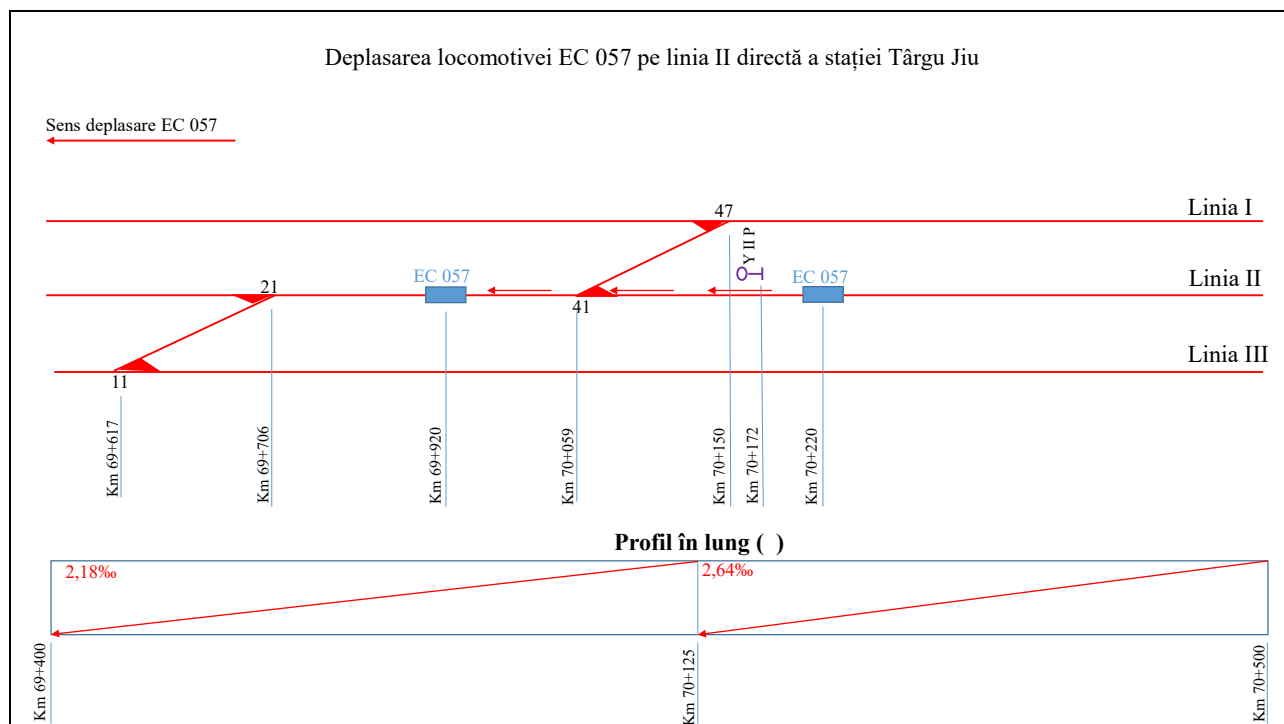 Deplasarea locomotivei EC 057 pe linia II directă a stației Târgu Jiu
Sens deplasare EC 057
47
Linia I
Y II P
EC 057
21
EC 057
Linia II
41
Linia III
11
Km 69+617
Km 69+706
Km 69+920
Km 70+059
Km 70+150
Km 70+172
Km 70+220
Profil în lung ( )
2,18‰
2,64‰
Km 69+400
Km 70+125
Km 70+500